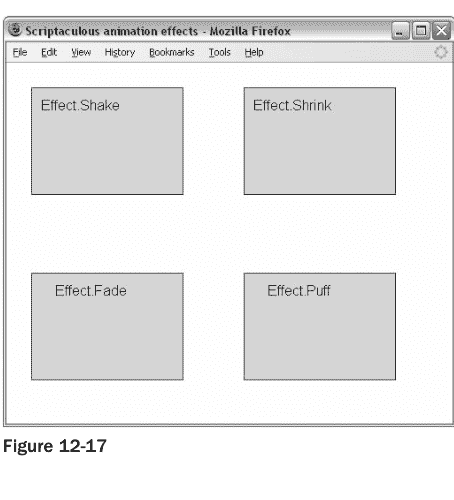 Scriptaculous animation effects - Mozilla Firefox
File Edit View History Bookmarks Tools Help
Effect.Shake
Effect.Shrink
Effect.Fade
Effect.Puff
Figure 12-17